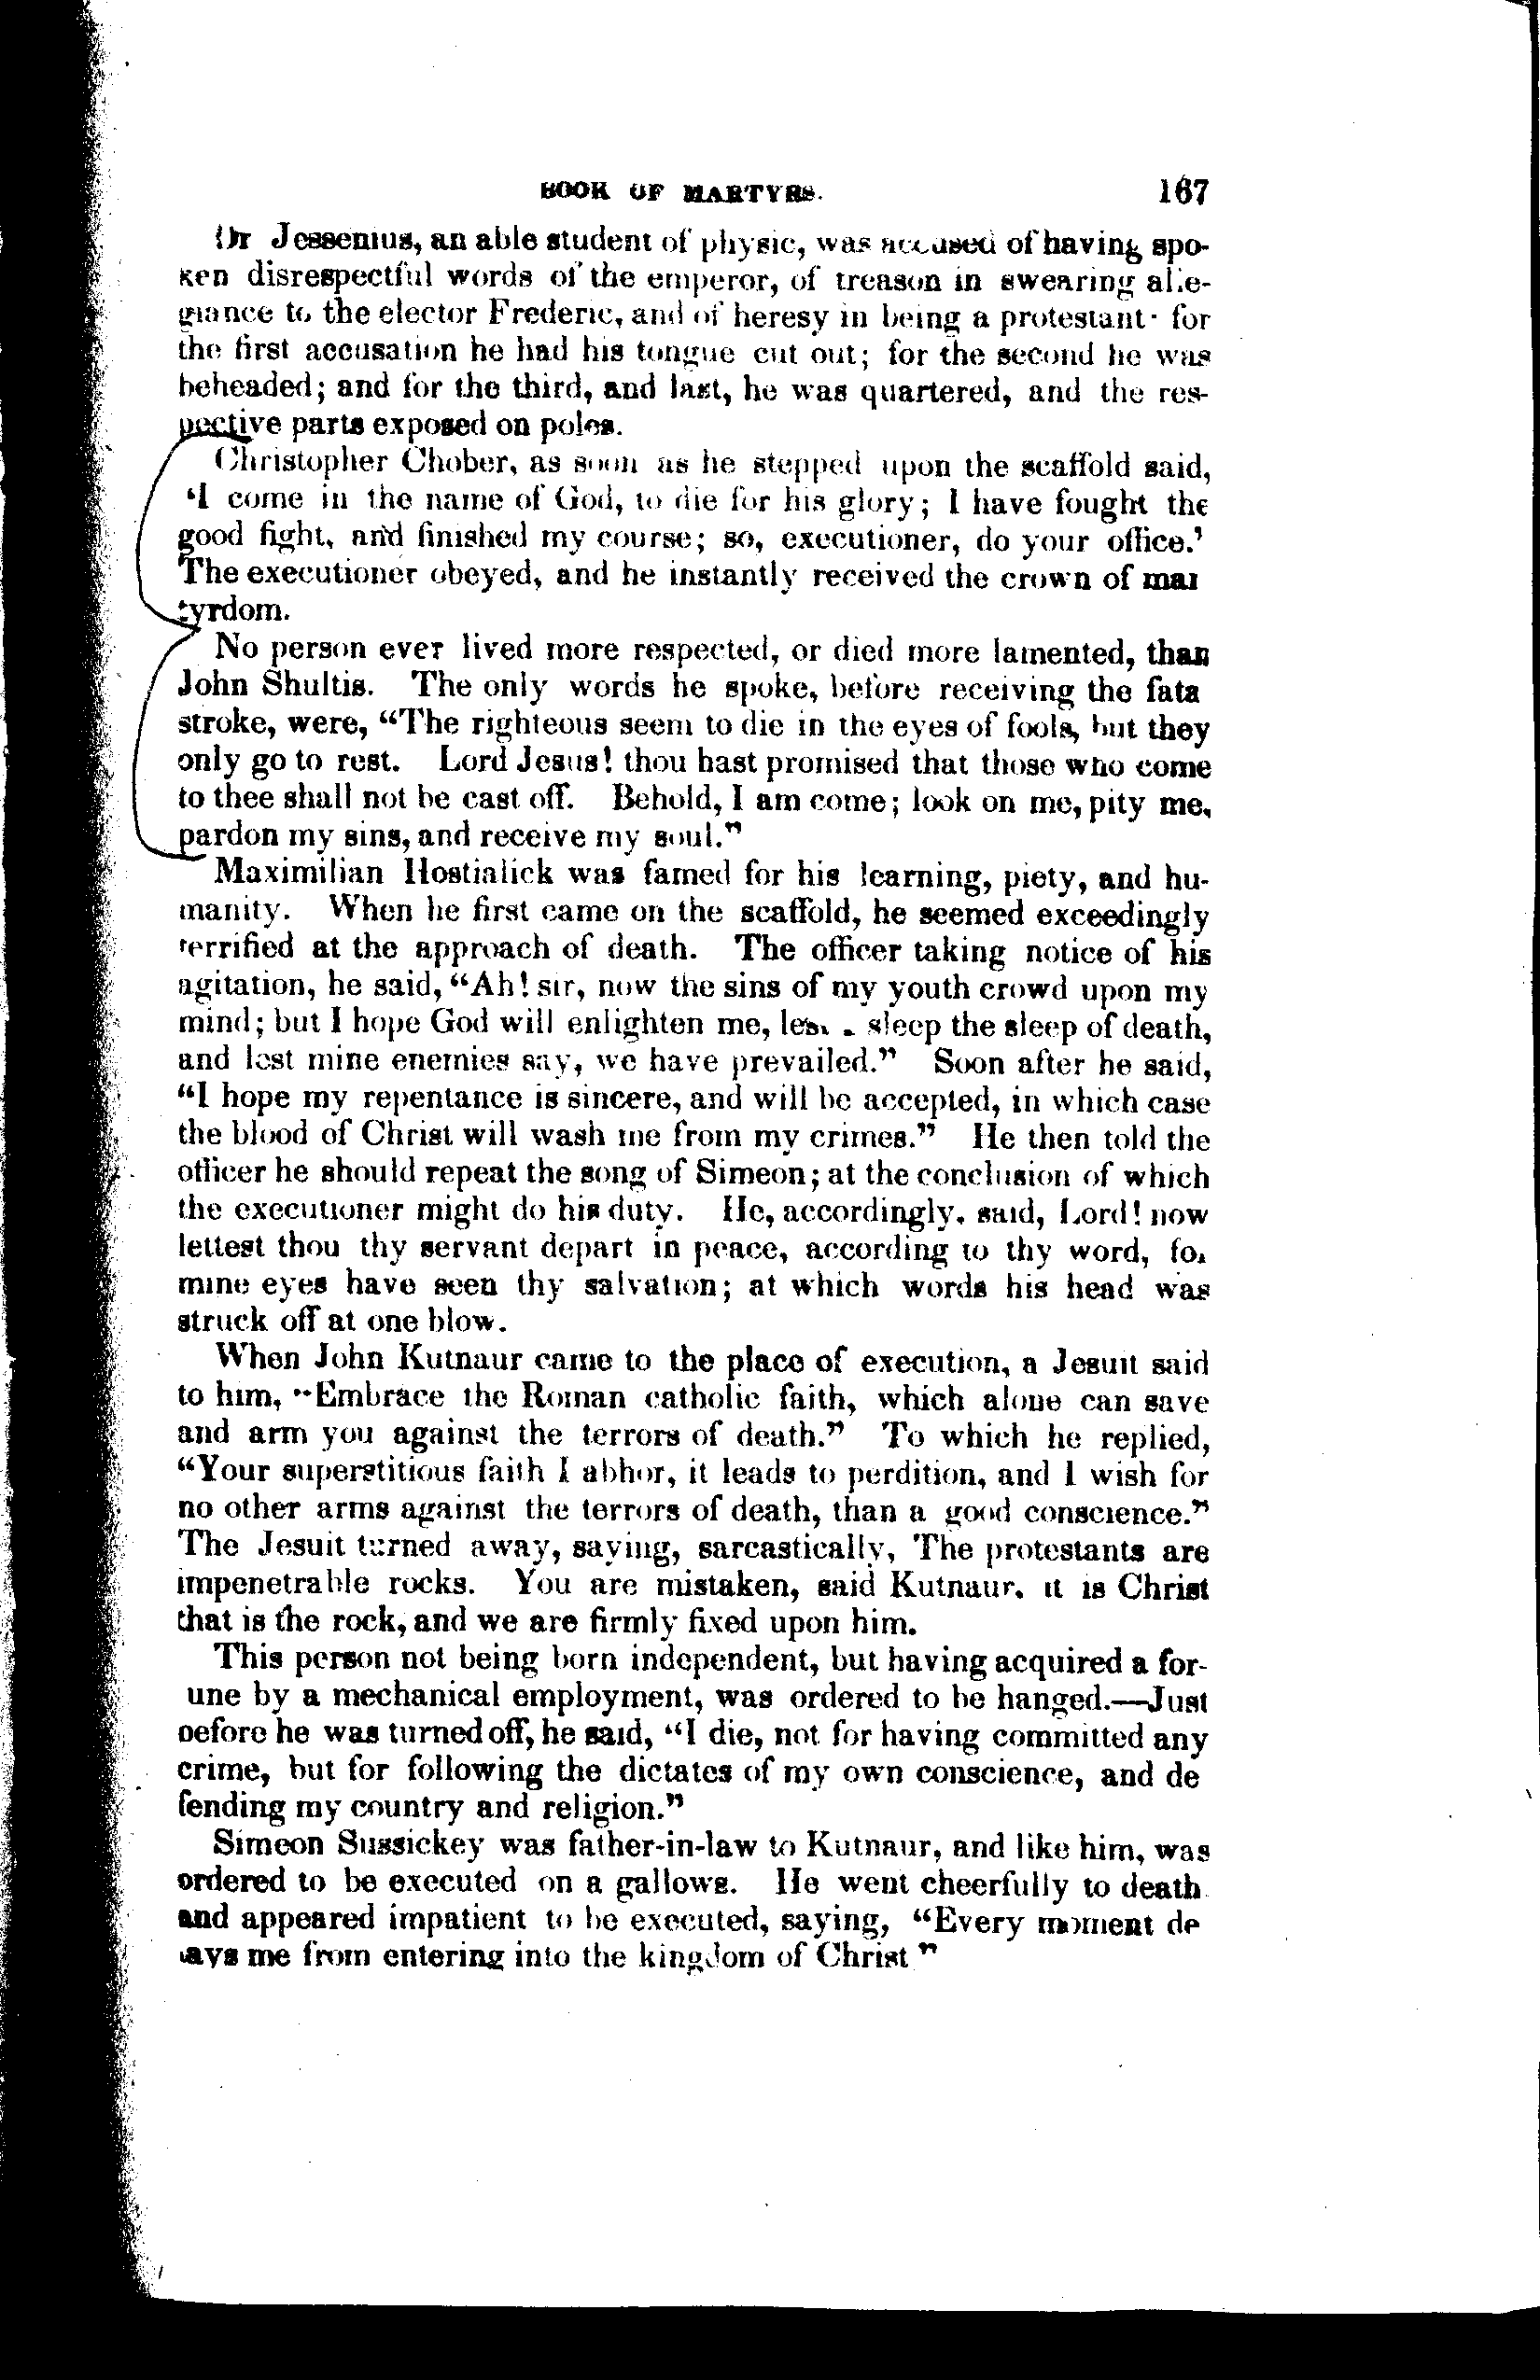 BOOK OF MARTYRS. 167
Dr Jessenius, an able student of physic, was accused of having spo-
ken disrespectful words of the emperor, of treason in swearing alle-
giance to the elector Frederic, and of heresy in being a protestant· for
the first accusation he had his tongue cut out; for the second he was
beheaded; and for the third, and last, he was quartered, and the res-
pective parts exposed on poles.
Christopher Chober, as soon as he stepped upon the scaffold said,
'I come in the name of God, to die for his glory; I have fought the
good fight, and finished my course; so, executioner, do your office.'
The executioner obeyed, and he instantly received the crown of mar
tyrdom.
No person ever lived more respected, or died more lamented, than
John Shultis. The only words he spoke, before receiving the fata
stroke, were, "The righteous seem to die in the eyes of fools, but they
only go to rest. Lord Jesus! thou hast promised that those who come
to thee shall not be cast off. Behold, I am come; look on me, pity me,
pardon my sins, and receive my soul."
Maximilian Hostialick was famed for his learning, piety, and hu-
manity. When he first came on the scaffold, he seemed exceedingly
terrified at the approach of death. The officer taking notice of his
agitation, he said, "Ah! sir, now the sins of my youth crowd upon my
mind; but I hope God will enlighten me, les. . sleep the sleep of death,
and lest mine enemies say, we have prevailed." Soon after he said,
"I hope my repentance is sincere, and will be accepted, in which case
the blood of Christ will wash me from my crimes." He then told the
officer he should repeat the song of Simeon; at the conclusion of which
the executioner might do his duty. He, accordingly, said, Lord! now
lettest thou thy servant depart in peace, according to thy word, for
mine eyes have seen thy salvation; at which words his head was
struck off at one blow.
When John Kutnaur came to the place of execution, a Jesuit said
to him, "Embrace the Roman catholic faith, which alone can save
and arm you against the terrors of death." To which he replied,
"Your superstitious faith I abhor, it leads to perdition, and I wish for
no other arms against the terrors of death, than a good conscience."
The Jesuit turned away, saying, sarcastically, The protestants are
impenetrable rocks. You are mistaken, said Kutnaur, it is Christ
that is the rock, and we are firmly fixed upon him.
This person not being born independent, but having acquired a for-
une by a mechanical employment, was ordered to be hanged.—Just
before he was turned off, he said, "I die, not for having committed any
crime, but for following the dictates of my own conscience, and de
fending my country and religion."
Simeon Sussickey was father-in-law to Kutnaur, and like him, was
ordered to be executed on a gallows. He went cheerfully to death
and appeared impatient to be executed, saying, "Every moment de
lays me from entering into the kingdom of Christ "